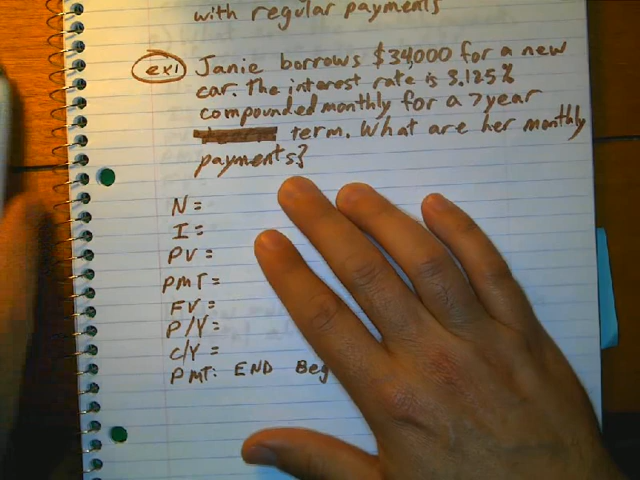 with regular payments
ex1 Janie borrows $34,000 for a new
car. the interest rate is 3.125%
compounded monthly for a 7 year
term. What are her monthly
payments?
N=
I=
PV=
PMT=
FV=
P/Y=
C/Y=
PMT: END Beg